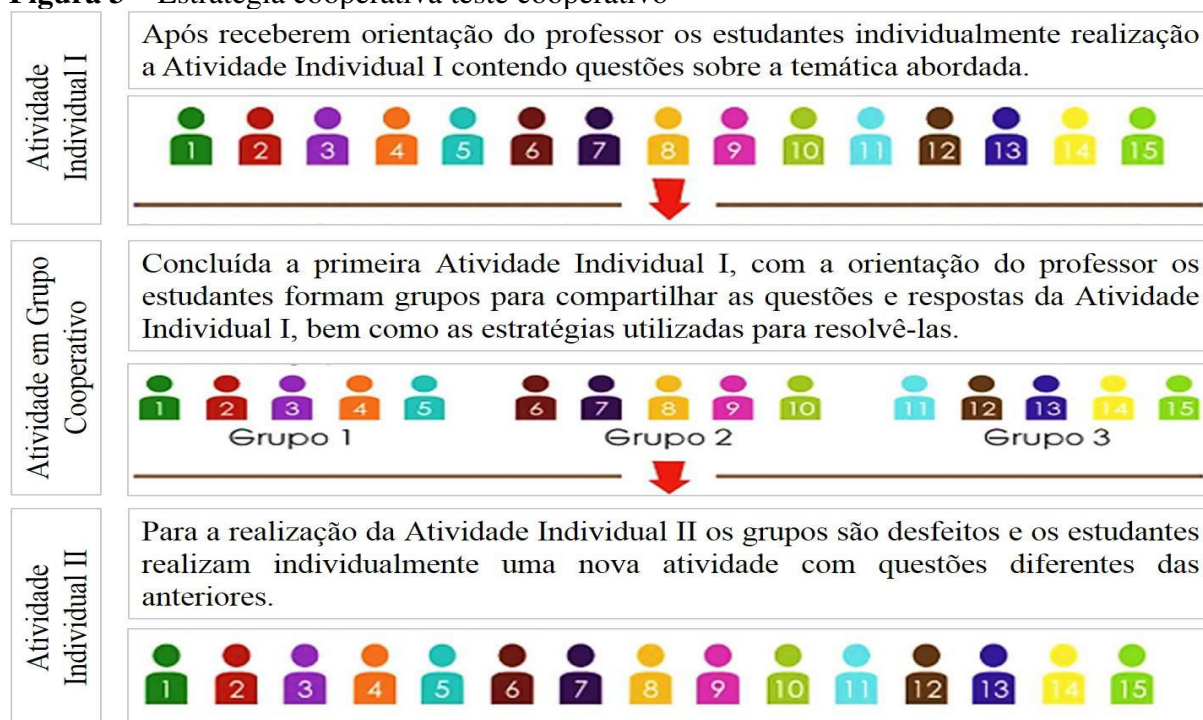 Figura 3 – Estratégia cooperativa teste cooperativo
Atividade
Individual I
Após receberem orientação do professor os estudantes individualmente realização
a Atividade Individual I contendo questões sobre a temática abordada.
1 2 3 4 5 6 7 8 9 10 11 12 13 14 15
Atividade em Grupo
Cooperativo
Concluída a primeira Atividade Individual I, com a orientação do professor os
estudantes formam grupos para compartilhar as questões e respostas da Atividade
Individual I, bem como as estratégias utilizadas para resolvê-las.
1 2 3 4 5 6 7 8 9 10 11 12 13 14 15
Grupo 1 Grupo 2 Grupo 3
Atividade
Individual II
Para a realização da Atividade Individual II os grupos são desfeitos e os estudantes
realizam individualmente uma nova atividade com questões diferentes das
anteriores.
1 2 3 4 5 6 7 8 9 10 11 12 13 14 15